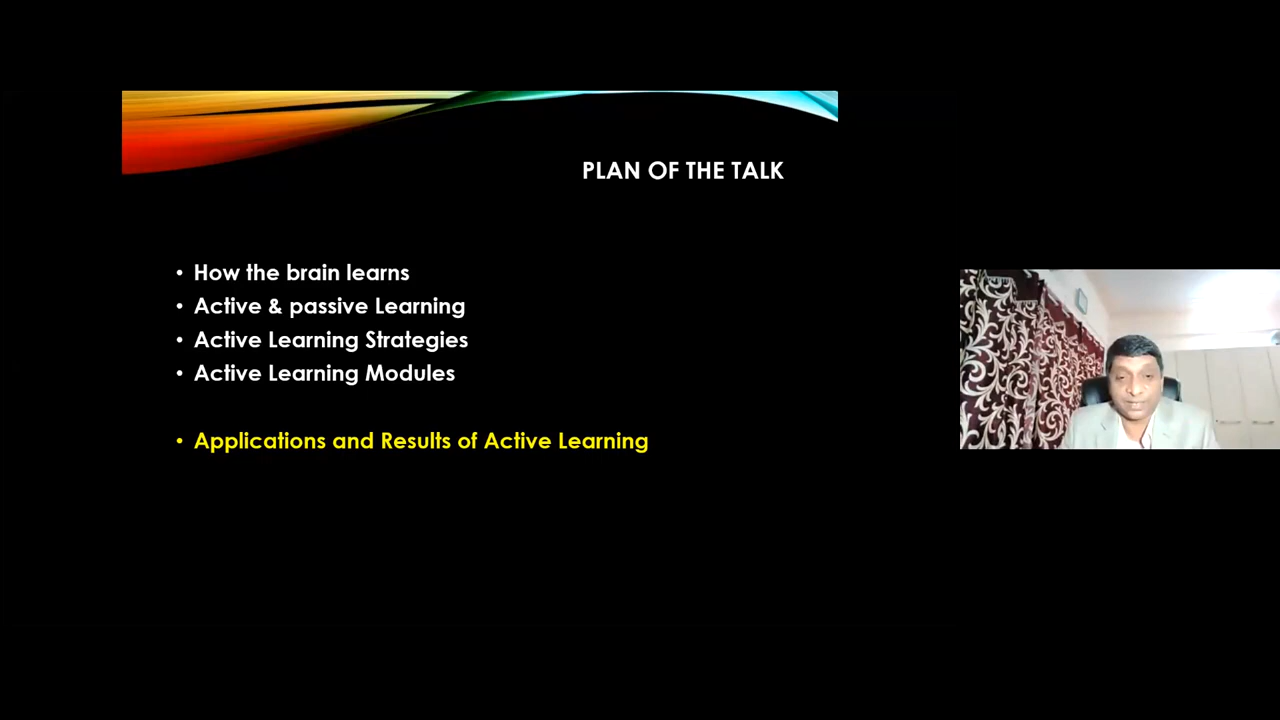 PLAN OF THE TALK
• How the brain learns
• Active & passive Learning
• Active Learning Strategies
• Active Learning Modules
• Applications and Results of Active Learning